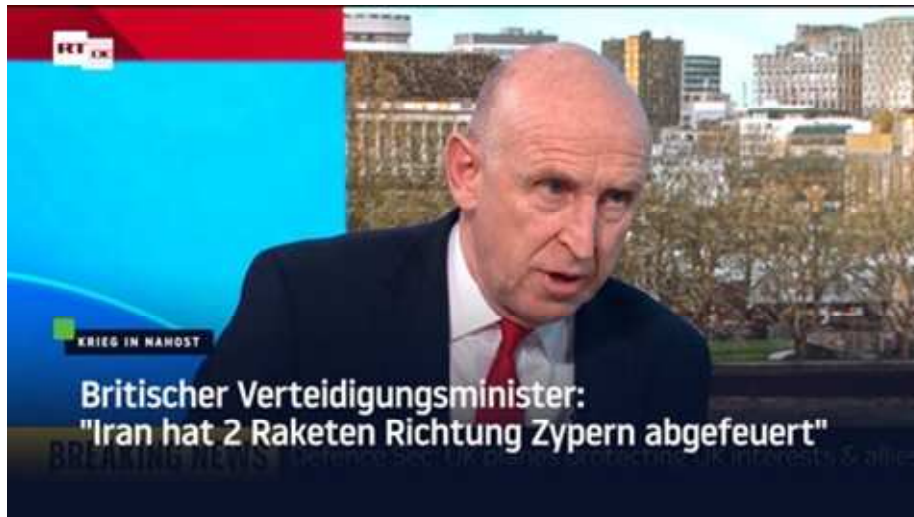 RT DE
KRIEG IN NAHOST
Britischer Verteidigungsminister:
"Iran hat 2 Raketen Richtung Zypern abgefeuert"
BREAKING NEWS Defence Sec: UK planes protecting UK interests & allies